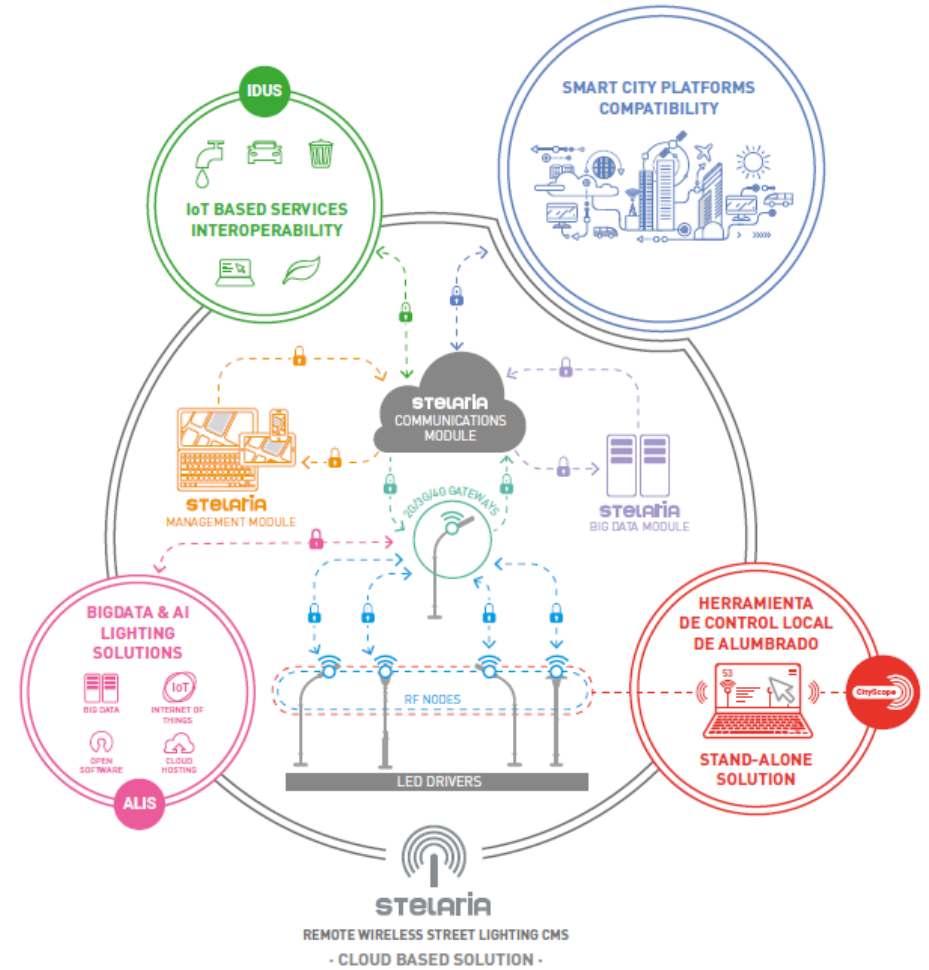 IDUS
IoT BASED SERVICES
INTEROPERABILITY
SMART CITY PLATFORMS
COMPATIBILITY
STELARIA
COMMUNICATIONS
MODULE
STELARIA
MANAGEMENT MODULE
2G/3G/4G GATEWAYS
STELARIA
BIG DATA MODULE
BIGDATA & AI
LIGHTING
SOLUTIONS
BIG DATA
IoT
INTERNET OF
THINGS
OPEN
SOFTWARE
CLOUD
HOSTING
ALIS
RF NODES
LED DRIVERS
HERRAMIENTA
DE CONTROL LOCAL
DE ALUMBRADO
53
CityScope
STAND-ALONE
SOLUTION
STELARIA
REMOTE WIRELESS STREET LIGHTING CMS
· CLOUD BASED SOLUTION ·